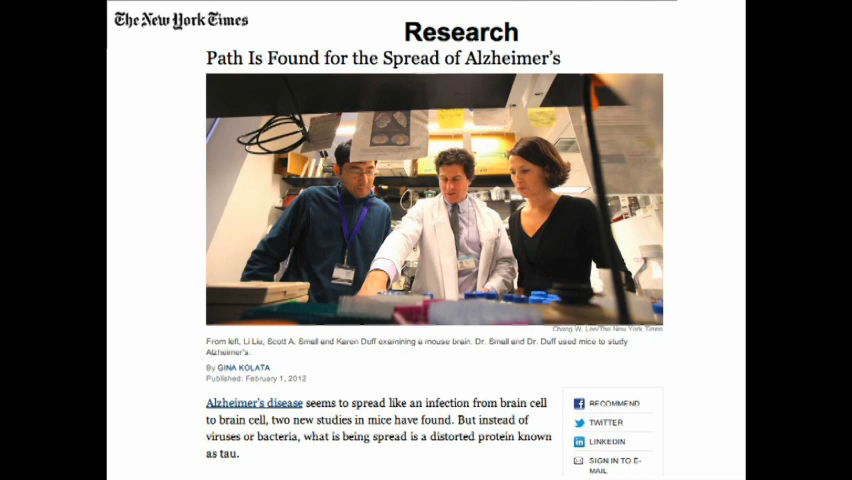 The New York Times
Research
Path Is Found for the Spread of Alzheimer's
Chang W. Lee/The New York Times
From left, Li Liu, Scott A. Small and Karen Duff examining a mouse brain. Dr. Small and Dr. Duff used mice to study
Alzheimer's.
By GINA KOLATA
Published: February 1, 2012
Alzheimer's disease seems to spread like an infection from brain cell
to brain cell, two new studies in mice have found. But instead of
viruses or bacteria, what is being spread is a distorted protein known
as tau.
RECOMMEND
TWITTER
LINKEDIN
SIGN IN TO E-
MAIL